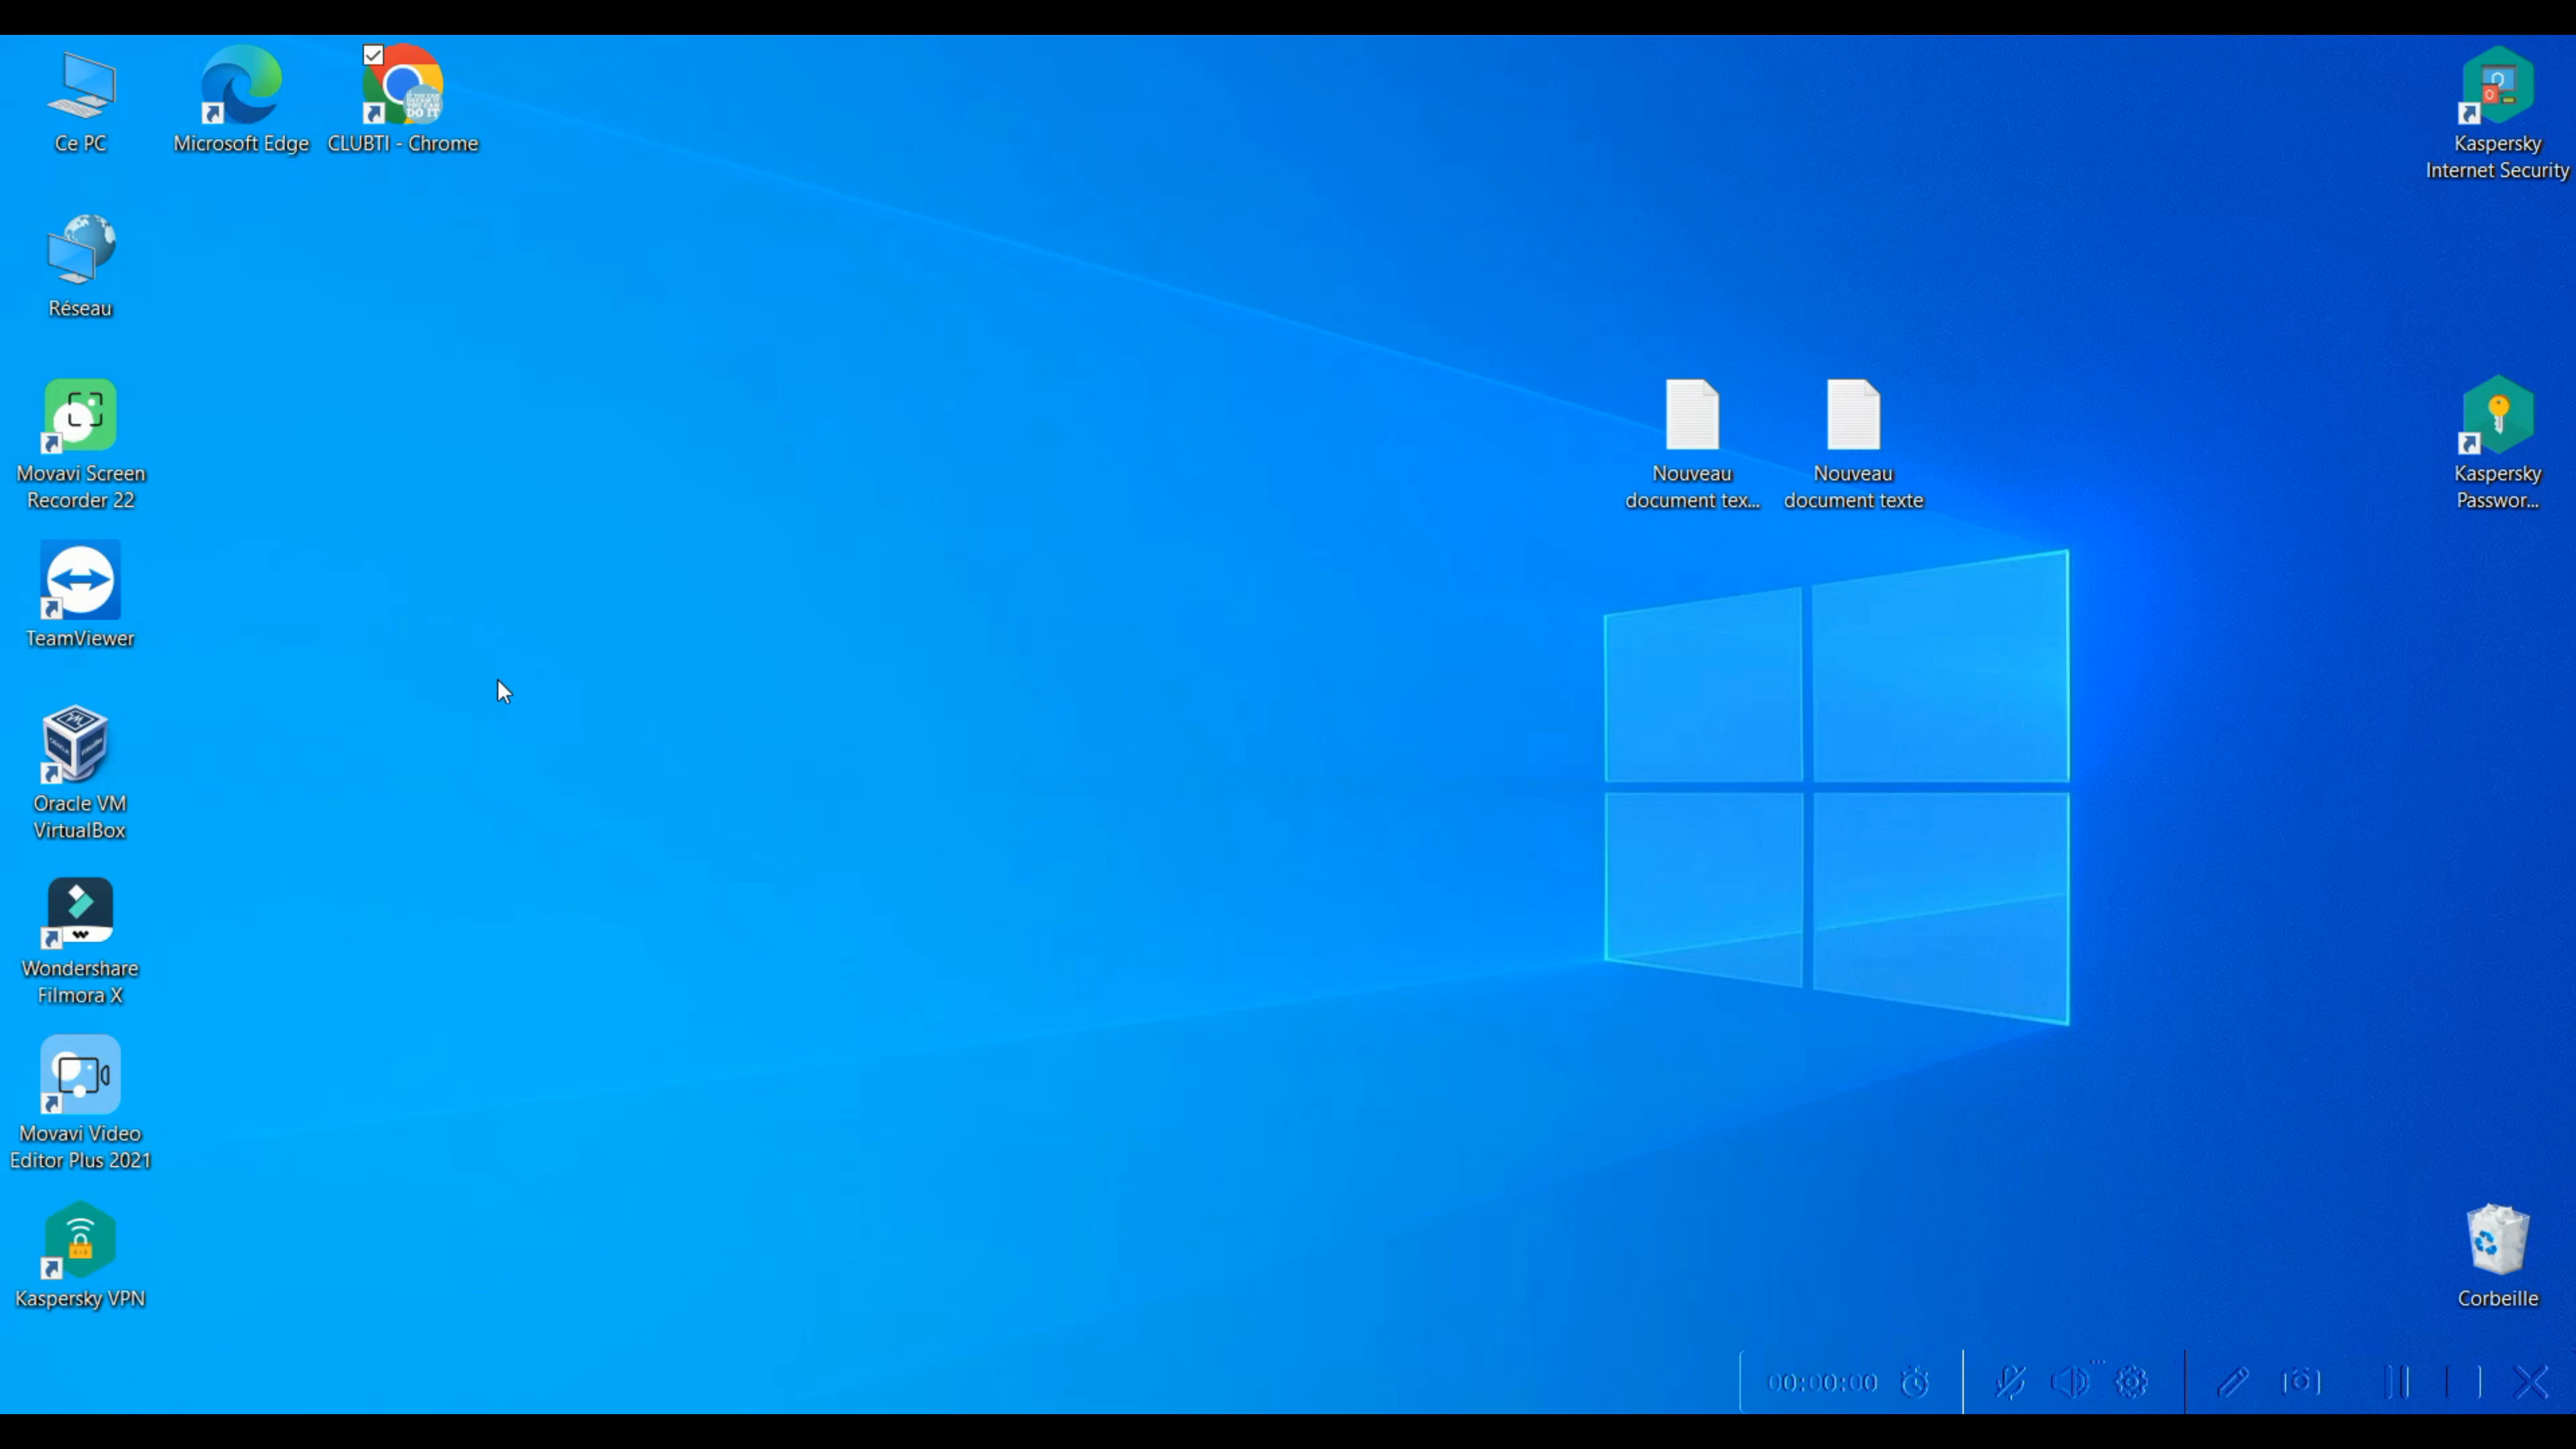 Ce PC
Microsoft Edge
CLUBTI - Chrome
Kaspersky
Internet Security
Réseau
Movavi Screen
Recorder 22
Nouveau
document tex...
Nouveau
document texte
Kaspersky
Passwor...
TeamViewer
Oracle VM
VirtualBox
Wondershare
Filmora X
Movavi Video
Editor Plus 2021
Kaspersky VPN
Corbeille
00:00:00